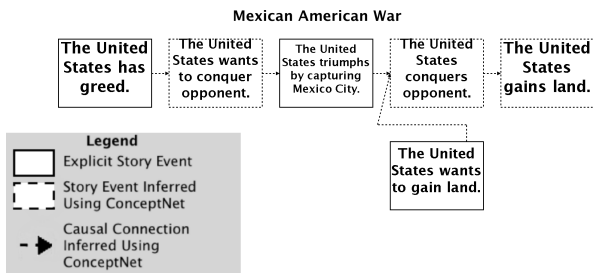 Mexican American War
The United
States has
greed.
The United
States wants
to conquer
opponent.
The United
States triumphs
by capturing
Mexico City.
The United
States
conquers
opponent.
The United
States
gains land.
The United
States wants
to gain land.
Legend
Explicit Story Event
Story Event Inferred
Using ConceptNet
Causal Connection
Inferred Using
ConceptNet